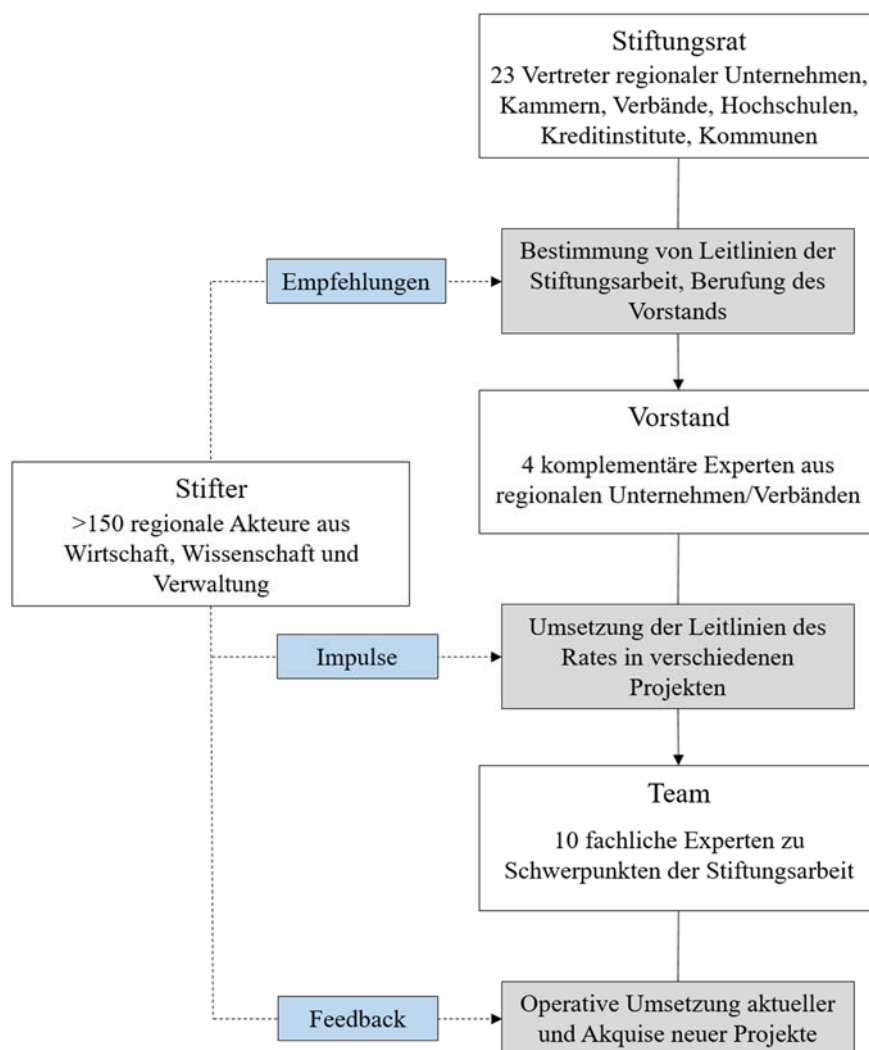 Stiftungsrat
23 Vertreter regionaler Unternehmen,
Kammern, Verbände, Hochschulen,
Kreditinstitute, Kommunen
Empfehlungen
Bestimmung von Leitlinien der
Stiftungsarbeit, Berufung des
Vorstands
Vorstand
4 komplementäre Experten aus
regionalen Unternehmen/Verbänden
Stifter
>150 regionale Akteure aus
Wirtschaft, Wissenschaft und
Verwaltung
Impulse
Umsetzung der Leitlinien des
Rates in verschiedenen
Projekten
Team
10 fachliche Experten zu
Schwerpunkten der Stiftungsarbeit
Feedback
Operative Umsetzung aktueller
und Akquise neuer Projekte